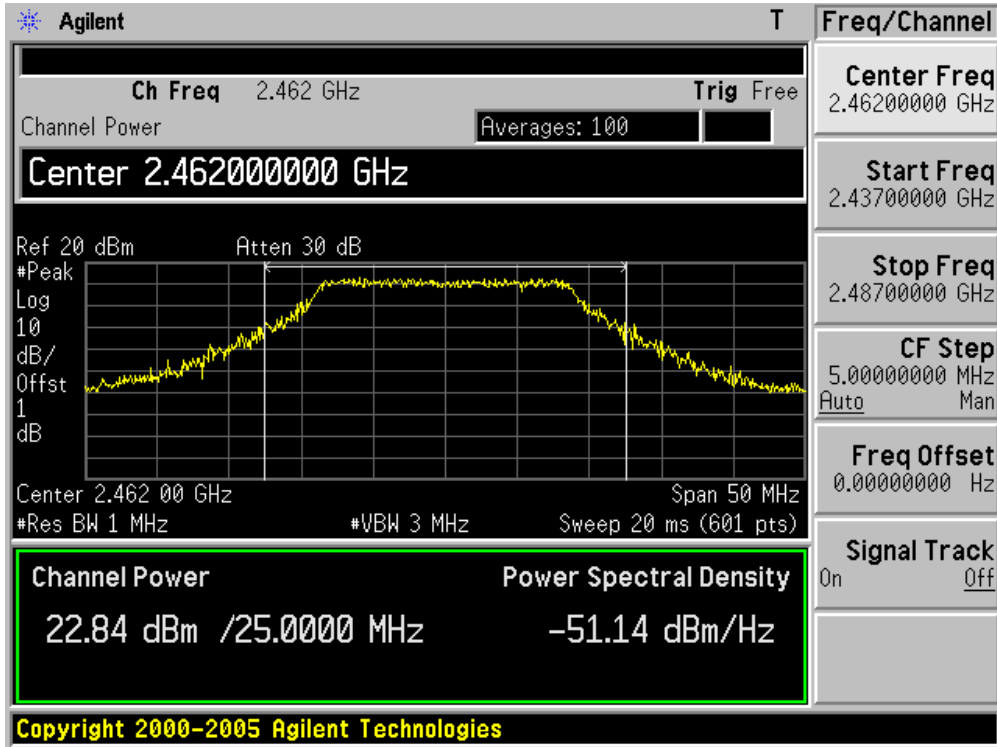 Agilent T Freq/Channel
Ch Freq 2.462 GHz Trig Free
Channel Power Averages: 100
Center 2.462000000 GHz
Ref 20 dBm Atten 30 dB
#Peak
Log
10
dB/
Offst
1
dB
Center 2.462 00 GHz Span 50 MHz
#Res BW 1 MHz #VBW 3 MHz Sweep 20 ms (601 pts)
Channel Power Power Spectral Density
22.84 dBm /25.0000 MHz -51.14 dBm/Hz
Copyright 2000-2005 Agilent Technologies
Center Freq
2.46200000 GHz
Start Freq
2.43700000 GHz
Stop Freq
2.48700000 GHz
CF Step
5.00000000 MHz
Auto Man
Freq Offset
0.00000000 Hz
Signal Track
On Off